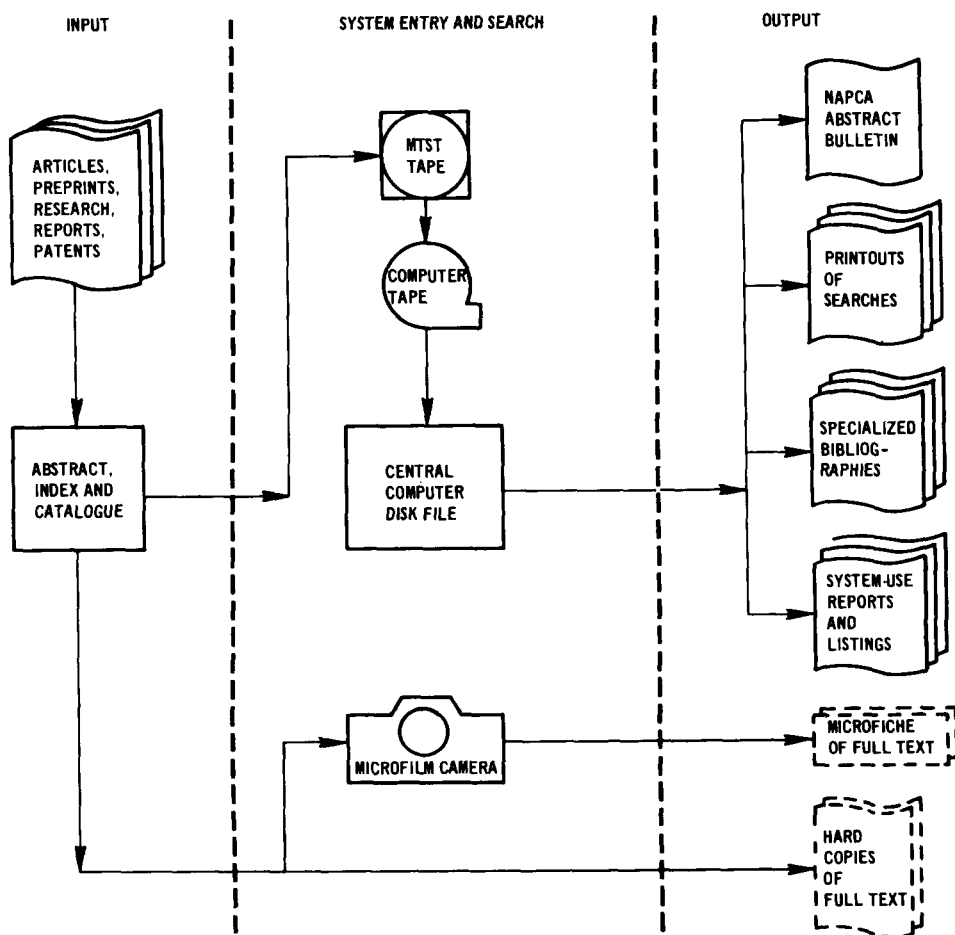 INPUT
SYSTEM ENTRY AND SEARCH
OUTPUT
ARTICLES,
PREPRINTS,
RESEARCH,
REPORTS,
PATENTS
ABSTRACT,
INDEX AND
CATALOGUE
MTST
TAPE
COMPUTER
TAPE
CENTRAL
COMPUTER
DISK FILE
MICROFILM CAMERA
NAPCA
ABSTRACT
BULLETIN
PRINTOUTS
OF
SEARCHES
SPECIALIZED
BIBLIOG-
RAPHIES
SYSTEM-USE
REPORTS
AND
LISTINGS
MICROFICHE
OF FULL TEXT
HARD
COPIES
OF
FULL TEXT